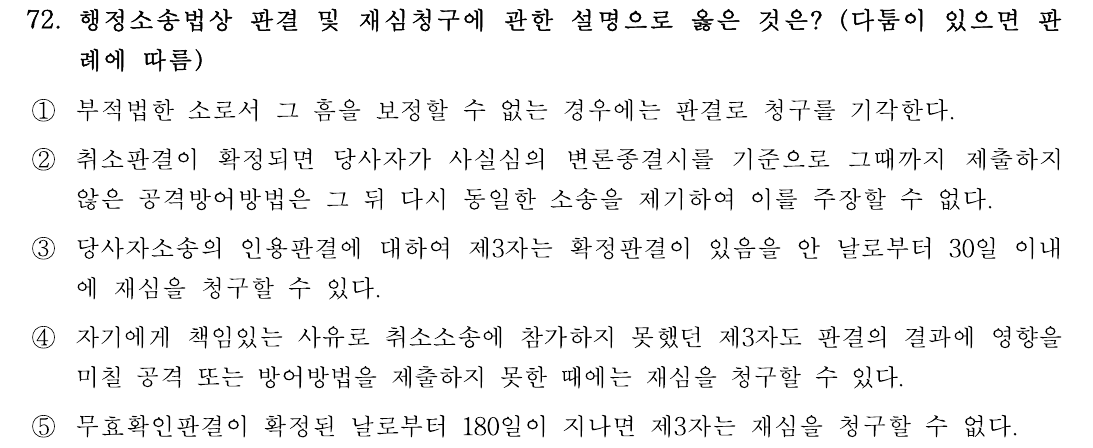 72. 행정소송법상 판결 및 재심청구에 관한 설명으로 옳은 것은? (다툼이 있으면 판
례에 따름)
① 부적법한 소로서 그 흠을 보정할 수 없는 경우에는 판결로 청구를 기각한다.
② 취소판결이 확정되면 당사자가 사실심의 변론종결시를 기준으로 그때까지 제출하지
않은 공격방어방법은 그 뒤 다시 동일한 소송을 제기하여 이를 주장할 수 없다.
③ 당사자소송의 인용판결에 대하여 제3자는 확정판결이 있음을 안 날로부터 30일 이내
에 재심을 청구할 수 있다.
④ 자기에게 책임있는 사유로 취소소송에 참가하지 못했던 제3자도 판결의 결과에 영향을
미칠 공격 또는 방어방법을 제출하지 못한 때에는 재심을 청구할 수 있다.
⑤ 무효확인판결이 확정된 날로부터 180일이 지나면 제3자는 재심을 청구할 수 없다.